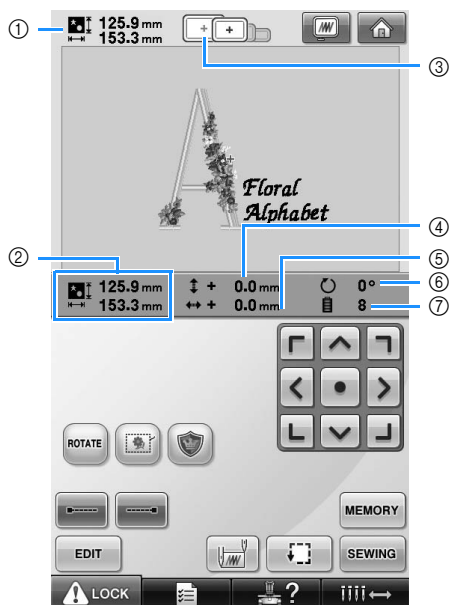 ① 125.9 mm
153.3 mm
③
Floral
Alphabet
④
②
⑤
125.9 mm + 0.0 mm 0° ⑥
153.3 mm + 0.0 mm 8 ⑦
ROTATE
MEMORY
EDIT SEWING
LOCK ?